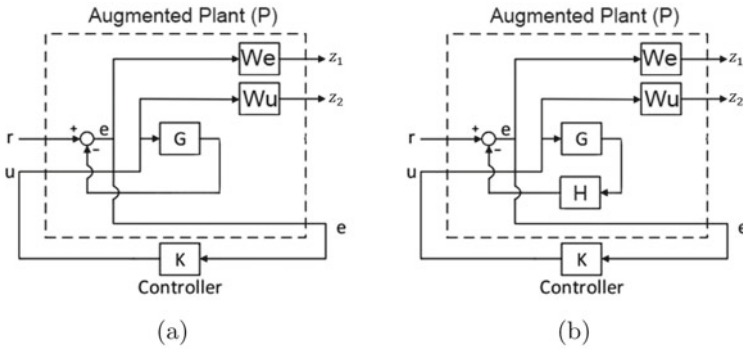 Augmented Plant (P)
We
z₁
Wu
z₂
r
+
e
−
G
u
e
K
Controller
(a)
Augmented Plant (P)
We
z₁
Wu
z₂
r
+
e
−
G
u
H
e
K
Controller
(b)